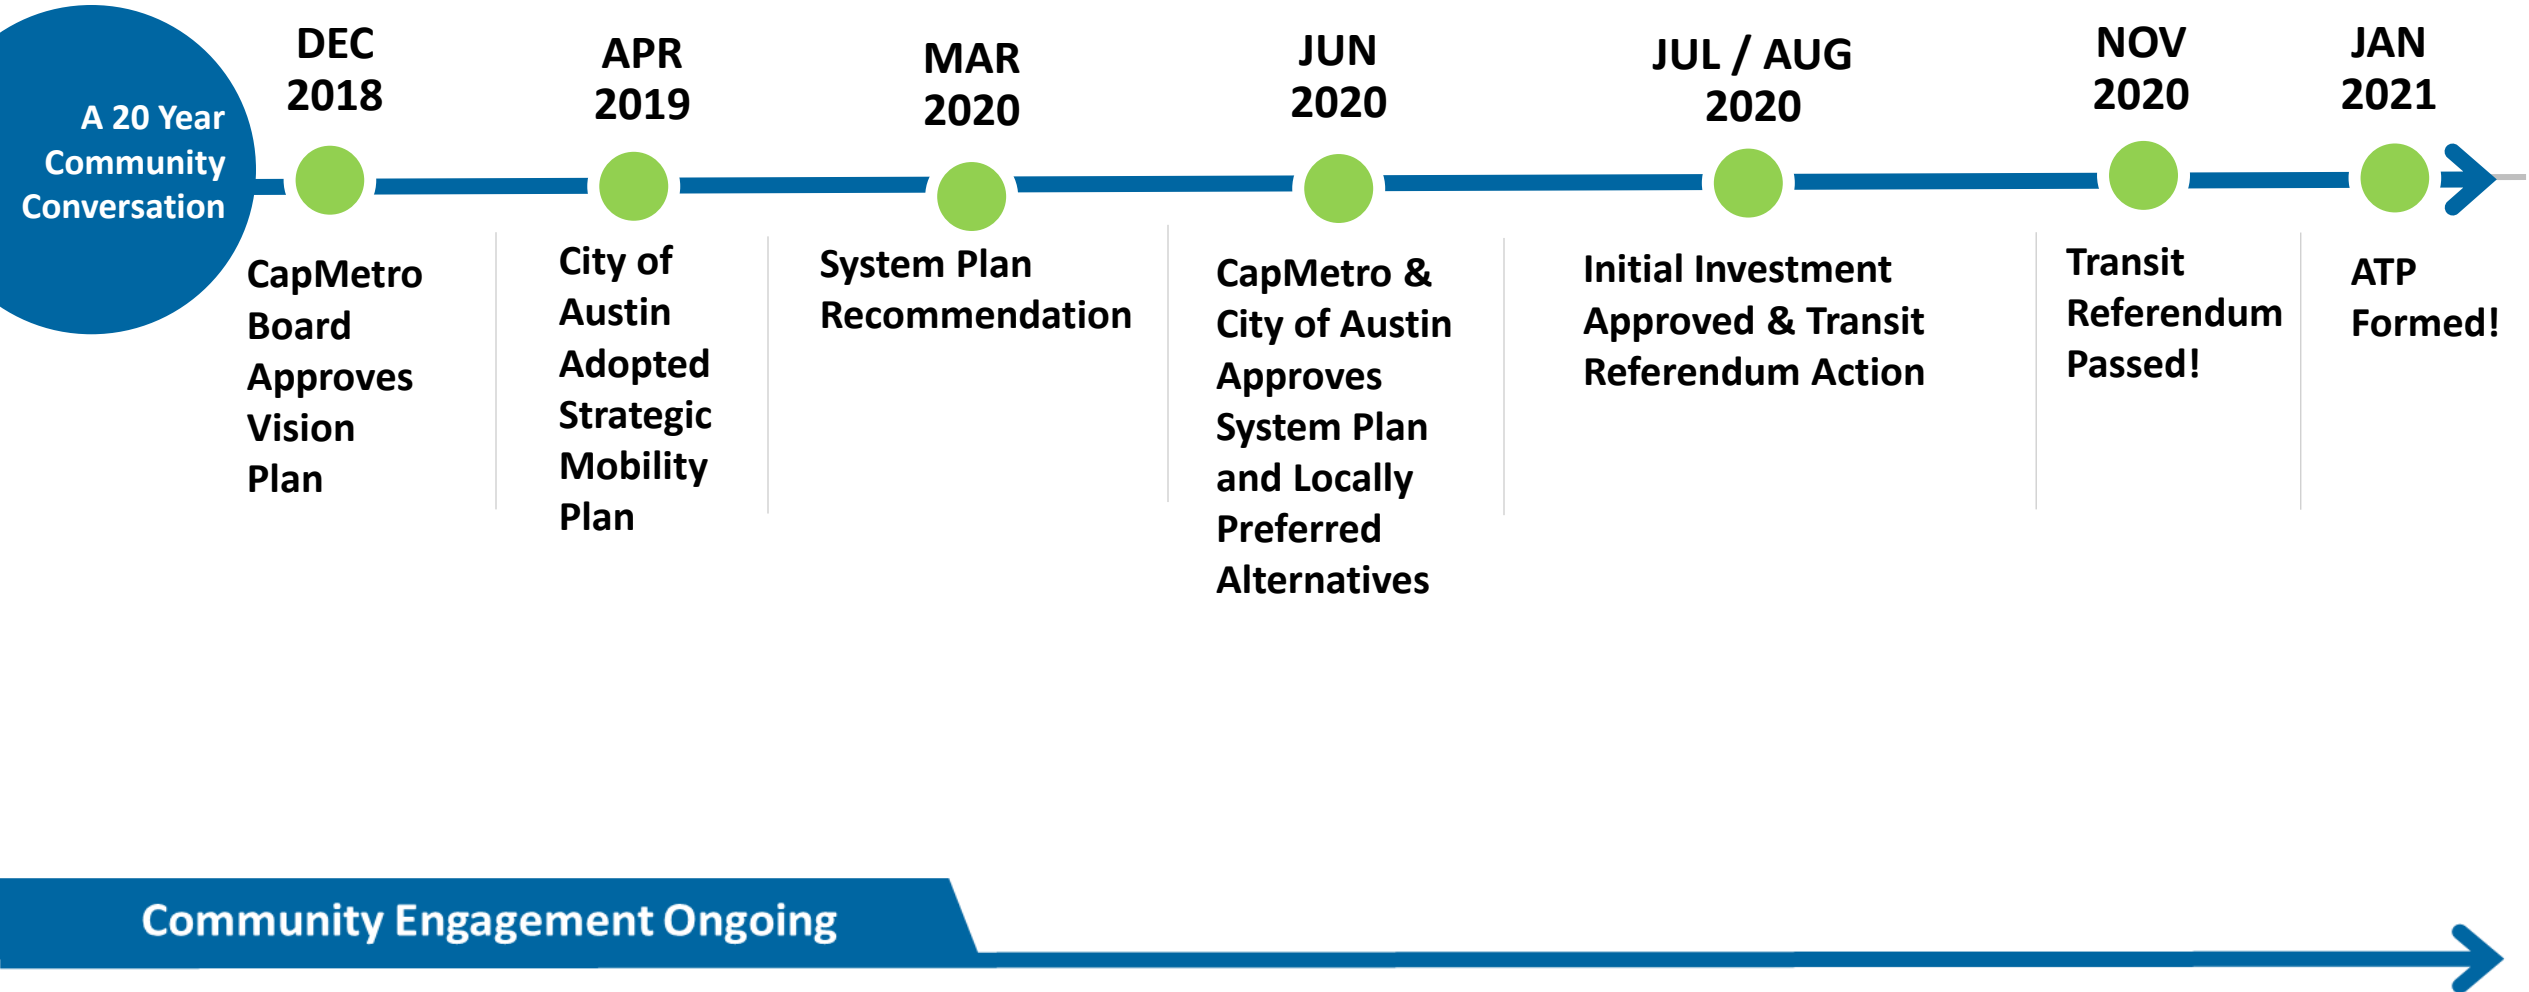 A 20 Year
Community
Conversation
DEC
2018
CapMetro
Board
Approves
Vision
Plan
APR
2019
City of
Austin
Adopted
Strategic
Mobility
Plan
MAR
2020
System Plan
Recommendation
JUN
2020
CapMetro &
City of Austin
Approves
System Plan
and Locally
Preferred
Alternatives
JUL / AUG
2020
Initial Investment
Approved & Transit
Referendum Action
NOV
2020
Transit
Referendum
Passed!
JAN
2021
ATP
Formed!
Community Engagement Ongoing